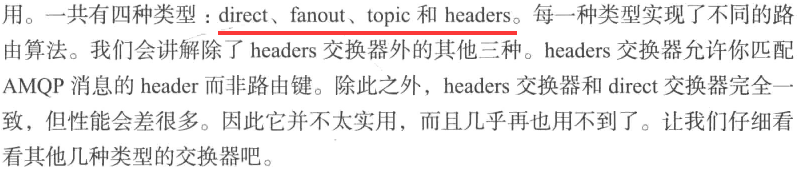 用。一共有四种类型：direct、fanout、topic 和 headers。每一种类型实现了不同的路
由算法。我们会讲解除了 headers 交换器外的其他三种。headers 交换器允许你匹配
AMQP 消息的 header 而非路由键。除此之外，headers 交换器和 direct 交换器完全一
致，但性能会差很多。因此它并不太实用，而且几乎再也用不到了。让我们仔细看
看其他几种类型的交换器吧。